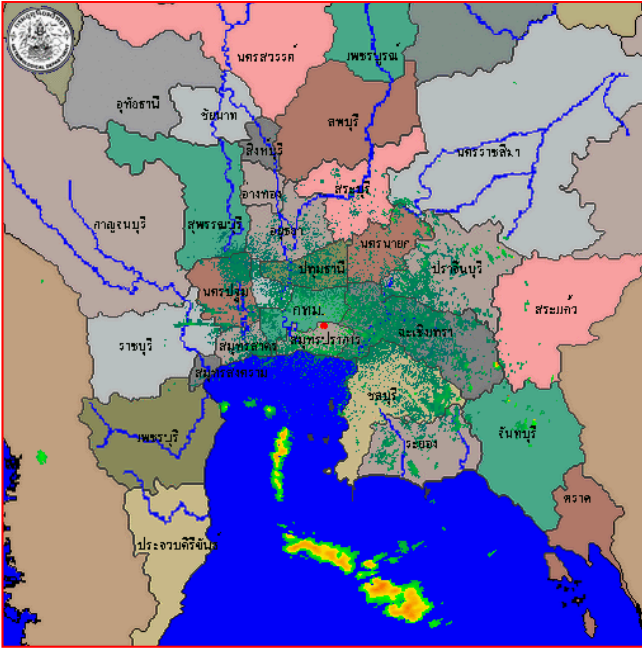 นครสวรรค์
เพชรบูรณ์
อุทัยธานี
ชัยนาท
ลพบุรี
สิงห์บุรี
นครราชสีมา
อ่างทอง
สระบุรี
กาญจนบุรี
สุพรรณบุรี
อยุธยา
นครนายก
ปทุมธานี
ปราจีนบุรี
นครปฐม
กทม.
สระแก้ว
ฉะเชิงเทรา
ราชบุรี
สมุทรสาคร
สมุทรปราการ
สมุทรสงคราม
ชลบุรี
เพชรบุรี
ระยอง
จันทบุรี
ตราด
ประจวบคีรีขันธ์